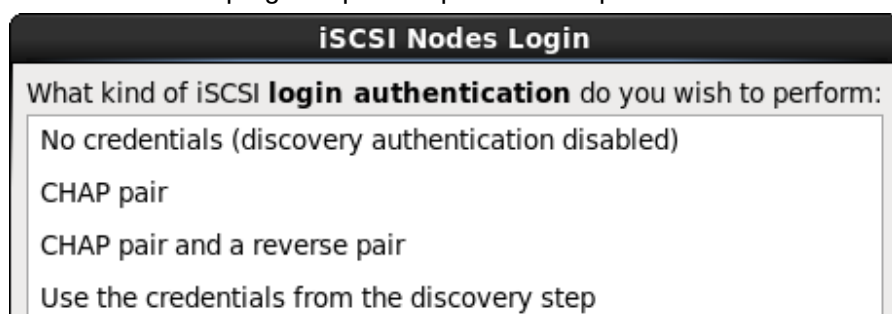 iSCSI Nodes Login
What kind of iSCSI login authentication do you wish to perform:
No credentials (discovery authentication disabled)
CHAP pair
CHAP pair and a reverse pair
Use the credentials from the discovery step